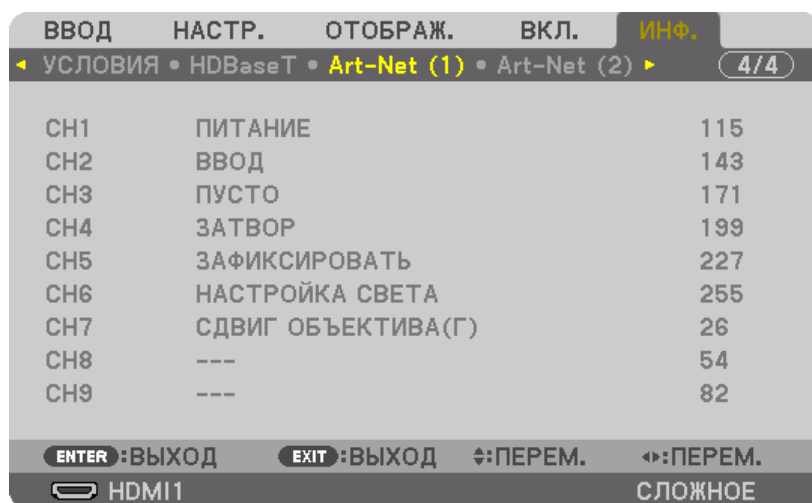 ВВОД НАСТР. ОТОБРАЖ. ВКЛ. ИНФ.
УСЛОВИЯ • HDBaseT • Art-Net (1) • Art-Net (2) 4/4
CH1 ПИТАНИЕ 115
CH2 ВВОД 143
CH3 ПУСТО 171
CH4 ЗАТВОР 199
CH5 ЗАФИКСИРОВАТЬ 227
CH6 НАСТРОЙКА СВЕТА 255
CH7 СДВИГ ОБЪЕКТИВА(Г) 26
CH8 --- 54
CH9 --- 82
ENTER:ВЫХОД EXIT:ВЫХОД :ПЕРЕМ. :ПЕРЕМ.
HDMI1 СЛОЖНОЕ